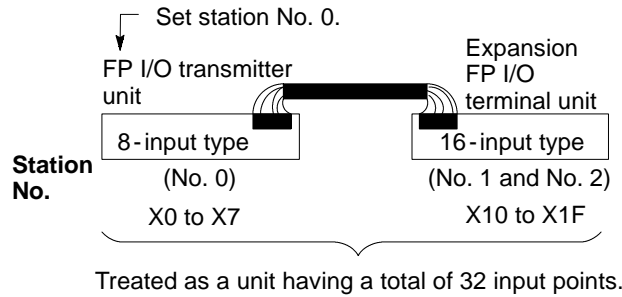 Set station No. 0.
FP I/O transmitter
unit
Expansion
FP I/O
terminal unit
8-input type
16-input type
Station
No.
(No. 0)
(No. 1 and No. 2)
X0 to X7
X10 to X1F
Treated as a unit having a total of 32 input points.